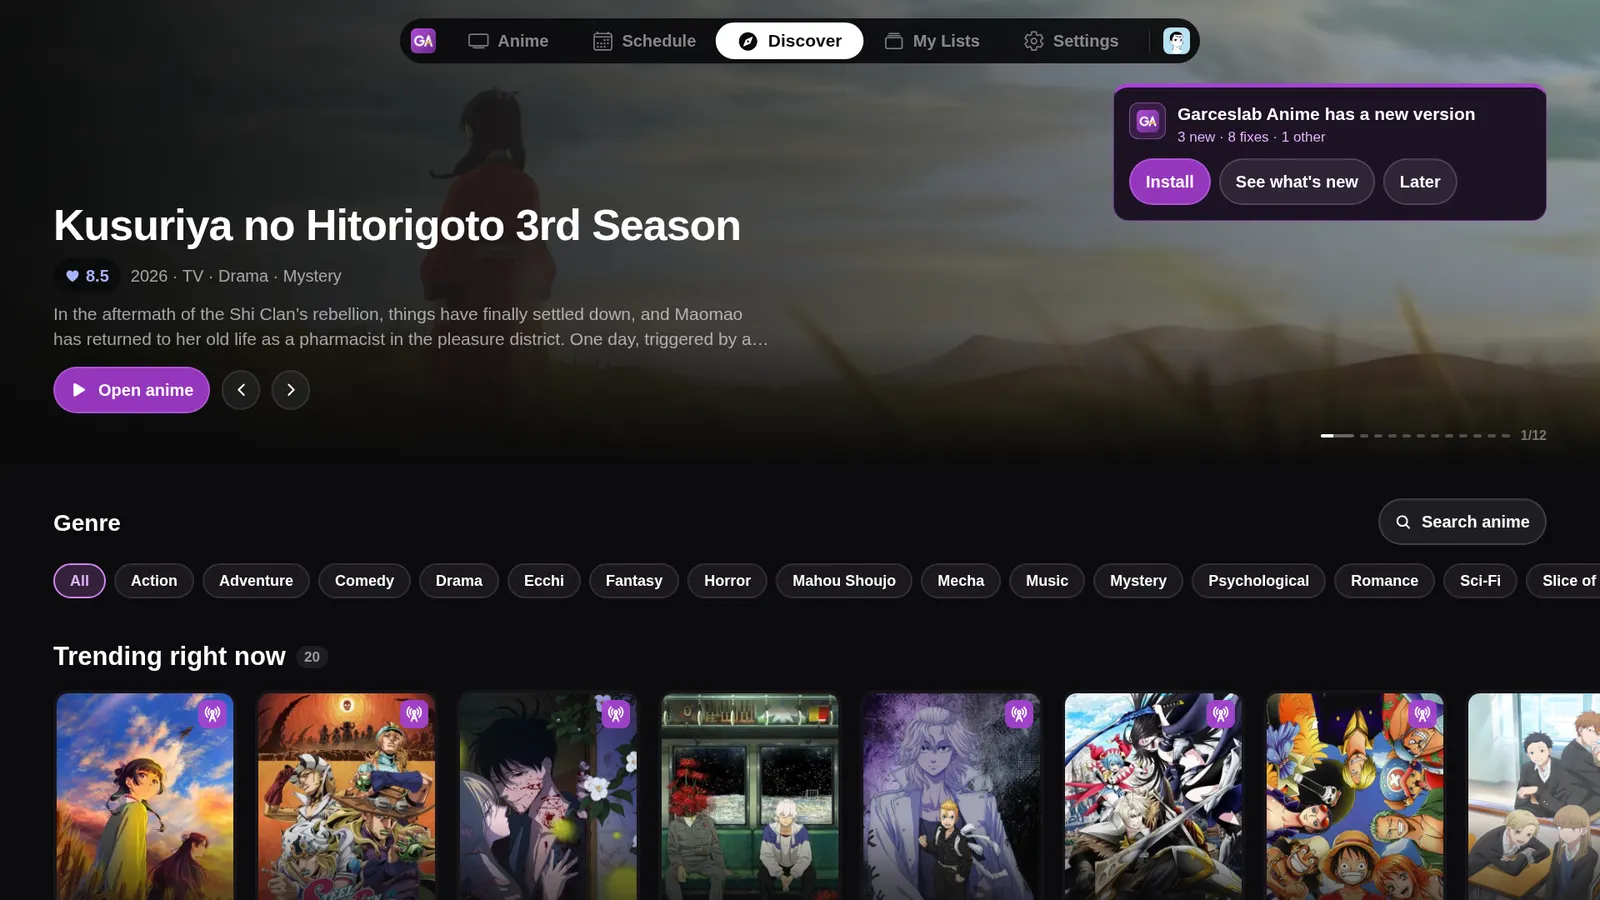 GA
Anime
Schedule
Discover
My Lists
Settings
GA
Garceslab Anime has a new version
3 new · 8 fixes · 1 other
Install
See what's new
Later
Kusuriya no Hitorigoto 3rd Season
8.5
2026 · TV · Drama · Mystery
In the aftermath of the Shi Clan’s rebellion, things have finally settled down, and Maomao
has returned to her old life as a pharmacist in the pleasure district. One day, triggered by a…
Open anime
1/12
Genre
Search anime
All
Action
Adventure
Comedy
Drama
Ecchi
Fantasy
Horror
Mahou Shoujo
Mecha
Music
Mystery
Psychological
Romance
Sci-Fi
Slice of
Trending right now
20
STEEL